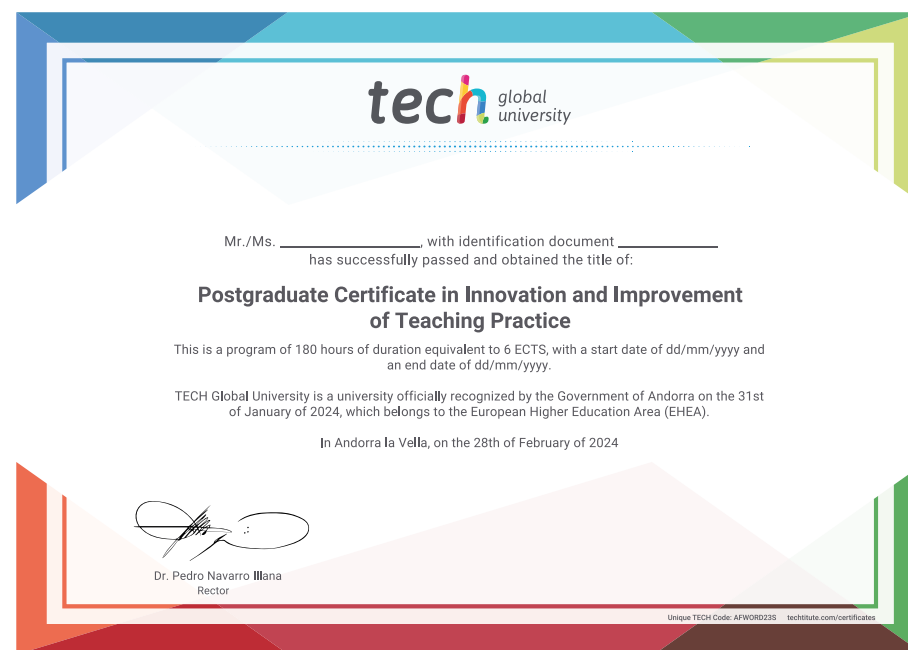 tech global
university
Mr./Ms. ____________________, with identification document ______________
has successfully passed and obtained the title of:
Postgraduate Certificate in Innovation and Improvement
of Teaching Practice
This is a program of 180 hours of duration equivalent to 6 ECTS, with a start date of dd/mm/yyyy and
an end date of dd/mm/yyyy.
TECH Global University is a university officially recognized by the Government of Andorra on the 31st
of January of 2024, which belongs to the European Higher Education Area (EHEA).
In Andorra la Vella, on the 28th of February of 2024
Dr. Pedro Navarro Illana
Rector
Unique TECH Code: AFWORD23S techtitute.com/certificates